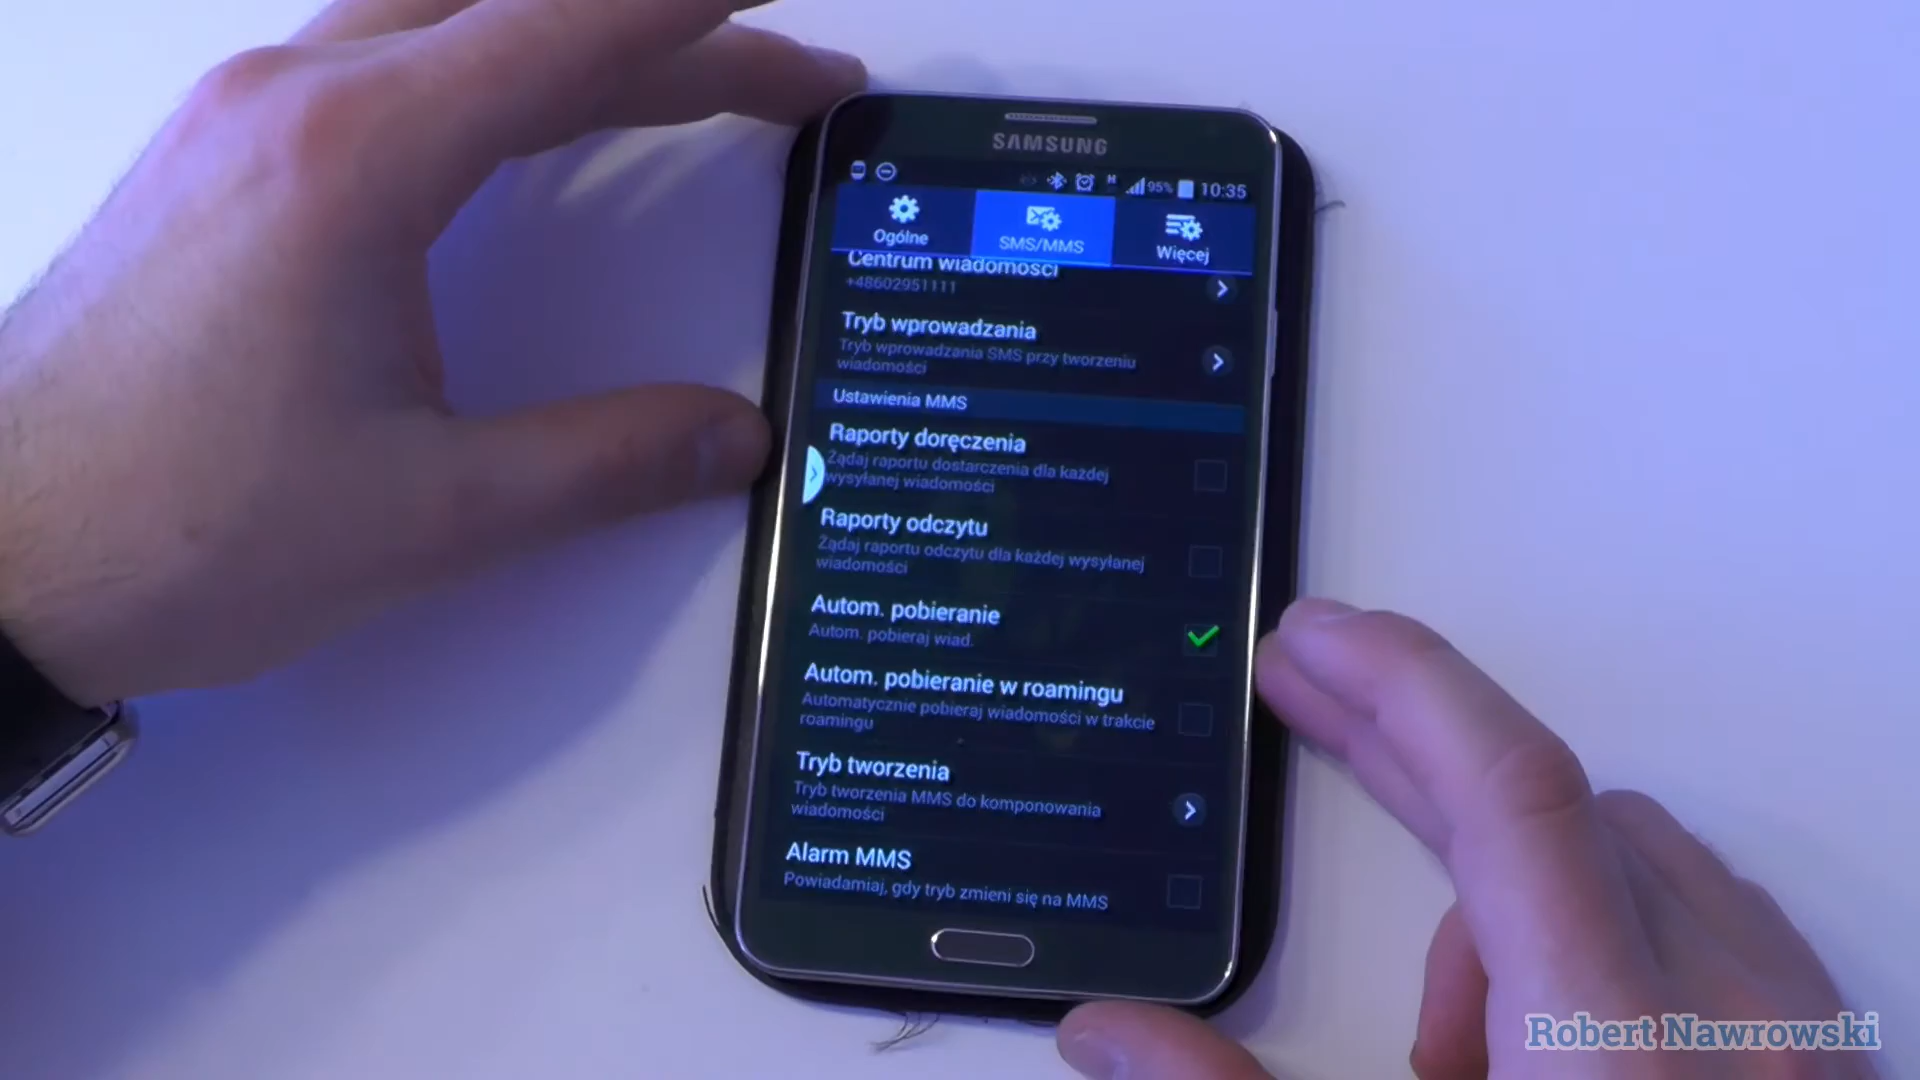 SAMSUNG
H 95% 10:35
Ogólne
SMS/MMS
Więcej
Centrum wiadomości
+48602951111
Tryb wprowadzania
Tryb wprowadzania SMS przy tworzeniu
wiadomości
Ustawienia MMS
Raporty doręczenia
Żądaj raportu dostarczenia dla każdej
wysyłanej wiadomości
Raporty odczytu
Żądaj raportu odczytu dla każdej wysyłanej
wiadomości
Autom. pobieranie
Autom. pobieraj wiad.
Autom. pobieranie w roamingu
Automatycznie pobieraj wiadomości w trakcie
roamingu
Tryb tworzenia
Tryb tworzenia MMS do komponowania
wiadomości
Alarm MMS
Powiadamiaj, gdy tryb zmieni się na MMS
Robert Nawrowski